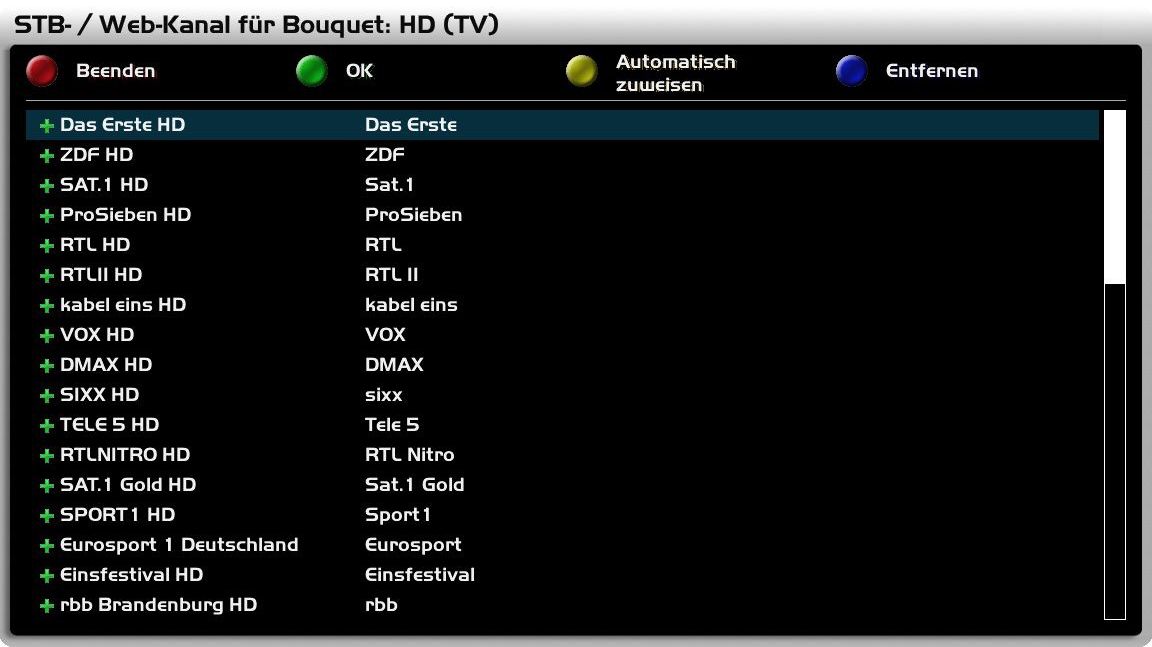 STB- / Web-Kanal für Bouquet: HD (TV)
Beenden
OK
Automatisch
zuweisen
Entfernen
Das Erste HD Das Erste
ZDF HD ZDF
SAT.1 HD Sat.1
ProSieben HD ProSieben
RTL HD RTL
RTLII HD RTL II
kabel eins HD kabel eins
VOX HD VOX
DMAX HD DMAX
SIXX HD sixx
TELE 5 HD Tele 5
RTLNITRO HD RTL Nitro
SAT.1 Gold HD Sat.1 Gold
SPORT1 HD Sport1
Eurosport 1 Deutschland Eurosport
Einsfestival HD Einsfestival
rbb Brandenburg HD rbb